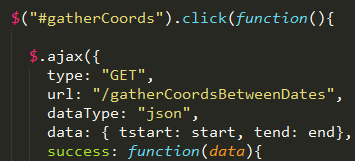 $("#gatherCoords").click(function(){
$.ajax({
type: "GET",
url: "/gatherCoordsBetweenDates",
dataType: "json",
data: { tstart: start, tend: end},
success: function(data){